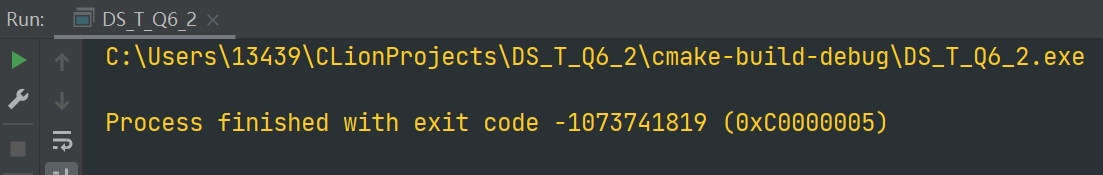 Run: DS_T_Q6_2
C:\Users\13439\CLionProjects\DS_T_Q6_2\cmake-build-debug\DS_T_Q6_2.exe
Process finished with exit code -1073741819 (0xC0000005)